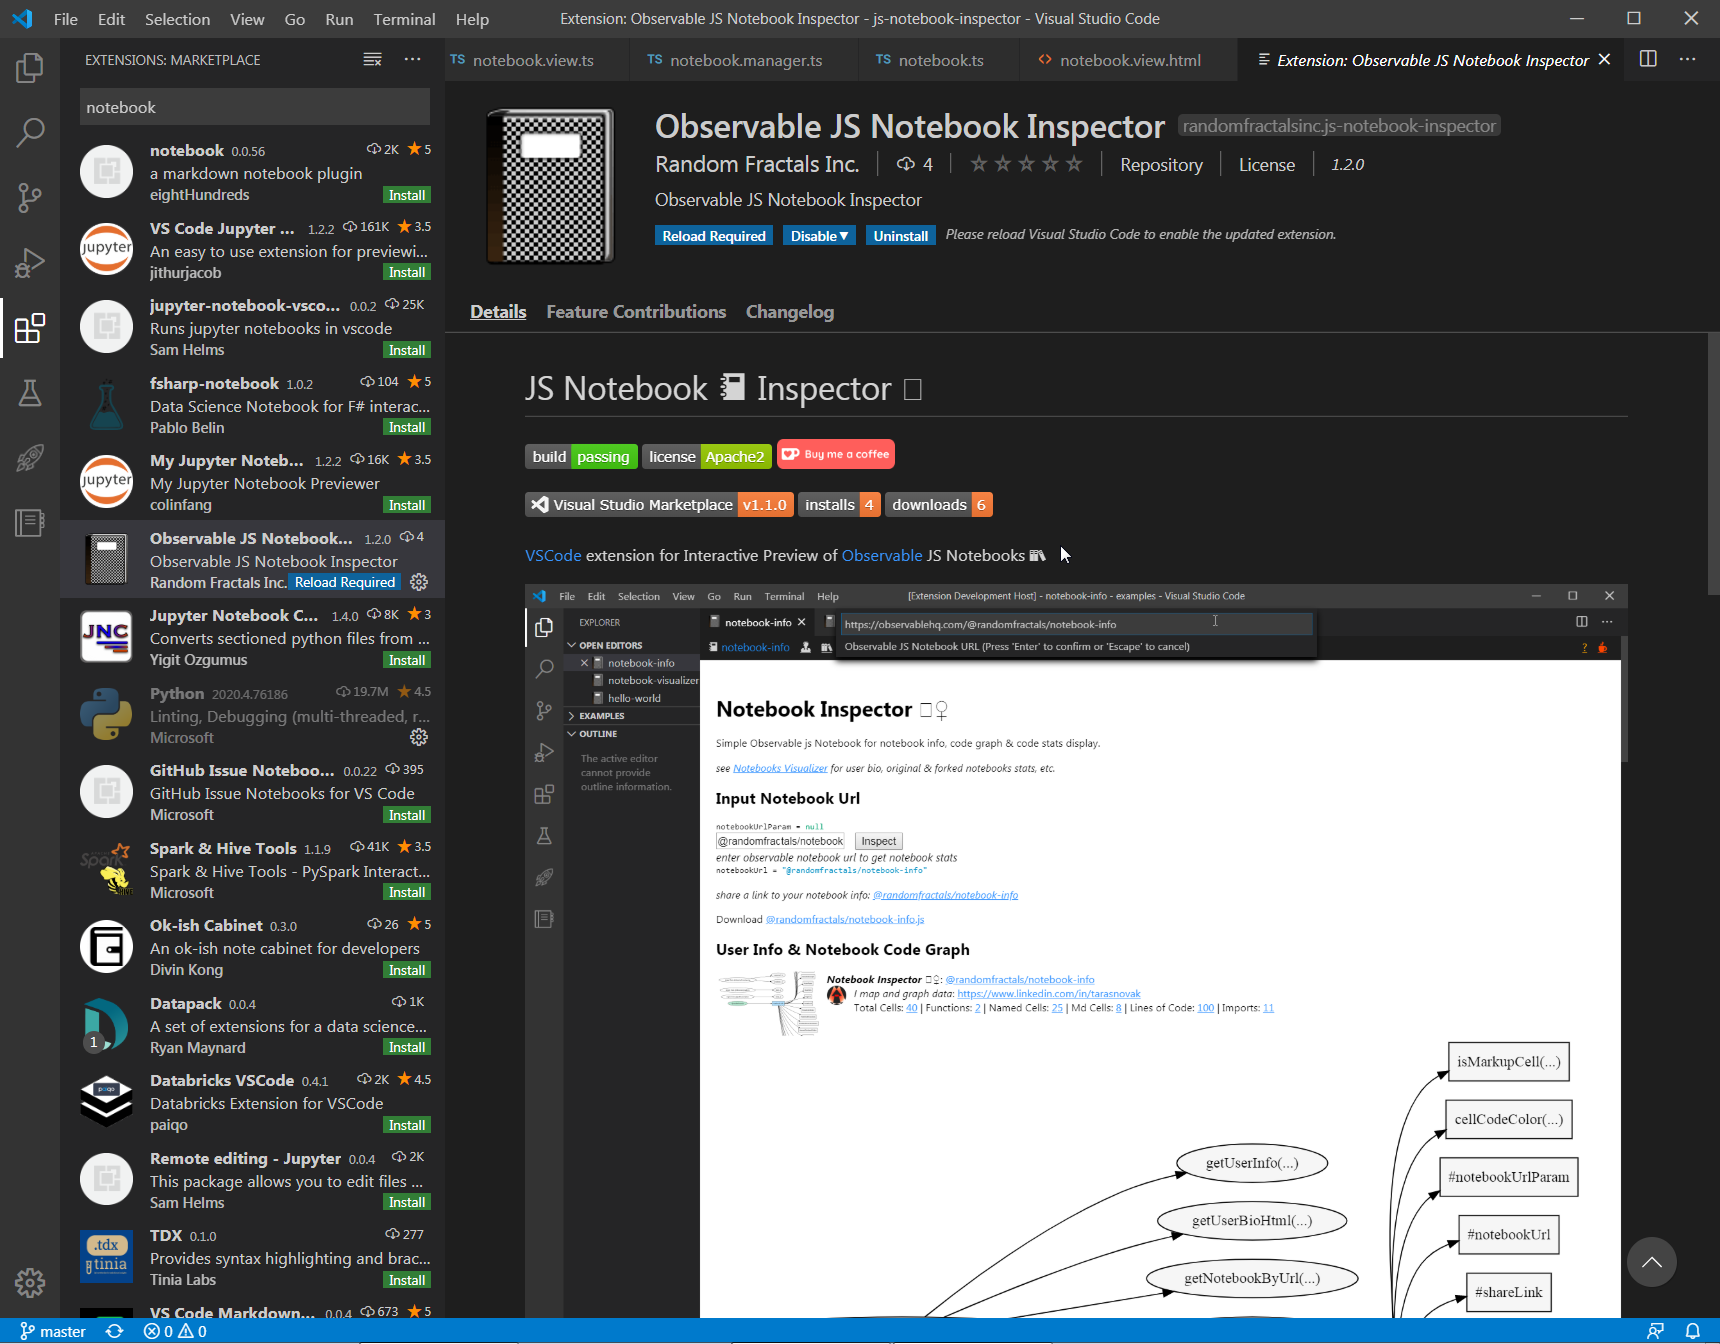 File Edit Selection View Go Run Terminal Help
Extension: Observable JS Notebook Inspector - js-notebook-inspector - Visual Studio Code
EXTENSIONS: MARKETPLACE
notebook
notebook 0.0.56 2K 5
a markdown notebook plugin
eightHundreds Install
VS Code Jupyter ... 1.2.2 161K 3.5
An easy to use extension for previewi...
jithurjacob Install
jupyter-notebook-vsco... 0.0.2 25K
Runs jupyter notebooks in vscode
Sam Helms Install
fsharp-notebook 1.0.2 104 5
Data Science Notebook for F# interac...
Pablo Belin Install
My Jupyter Noteb... 1.2.2 16K 3.5
My Jupyter Notebook Previewer
colinfang Install
Observable JS Notebook... 1.2.0 4
Observable JS Notebook Inspector
Random Fractals Inc. Reload Required
Jupyter Notebook C... 1.4.0 8K 3
Converts sectioned python files from ...
Yigit Ozgumus Install
Python 2020.4.76186 19.7M 4.5
Linting, Debugging (multi-threaded, r...
Microsoft
GitHub Issue Noteboo... 0.0.22 395
GitHub Issue Notebooks for VS Code
Microsoft Install
Spark & Hive Tools 1.1.9 41K 3.5
Spark & Hive Tools - PySpark Interact...
Microsoft Install
Ok-ish Cabinet 0.3.0 26 5
An ok-ish note cabinet for developers
Divin Kong Install
Datapack 0.0.4 1K
A set of extensions for a data science...
Ryan Maynard Install
1
Databricks VSCode 0.4.1 2K 4.5
Databricks Extension for VSCode
paiqo Install
Remote editing - Jupyter 0.0.4 2K
This package allows you to edit files ...
Sam Helms Install
TDX 0.1.0 277
Provides syntax highlighting and brac...
Tinia Labs Install
VS Code Markdown... 0.0.4 673 5
jupyter
jupyter
JNC
Spark
paiqo
.tdx
tinia
TS notebook.view.ts
TS notebook.manager.ts
TS notebook.ts
notebook.view.html
Extension: Observable JS Notebook Inspector
Observable JS Notebook Inspector randomfractalsinc.js-notebook-inspector
Random Fractals Inc. 4 Repository License 1.2.0
Observable JS Notebook Inspector
Reload Required Disable Uninstall Please reload Visual Studio Code to enable the updated extension.
Details Feature Contributions Changelog
JS Notebook Inspector
build passing license Apache2 Buy me a coffee
Visual Studio Marketplace v1.1.0 installs 4 downloads 6
VSCode extension for Interactive Preview of Observable JS Notebooks
File Edit Selection View Go Run Terminal Help [Extension Development Host] - notebook-info - examples - Visual Studio Code
EXPLORER
OPEN EDITORS
notebook-info
notebook-visualizer
hello-world
EXAMPLES
OUTLINE
The active editor
cannot provide
outline information.
notebook-info
https://observablehq.com/@randomfractals/notebook-info
notebook-info
Observable JS Notebook URL (Press 'Enter' to confirm or 'Escape' to cancel)
?
Notebook Inspector
Simple Observable js Notebook for notebook info, code graph & code stats display.
see Notebooks Visualizer for user bio, original & forked notebooks stats, etc.
Input Notebook Url
notebookUrlParam = null
@randomfractals/notebook Inspect
enter observable notebook url to get notebook stats
notebookUrl = "@randomfractals/notebook-info"
share a link to your notebook info: @randomfractals/notebook-info
Download @randomfractals/notebook-info.js
User Info & Notebook Code Graph
Notebook Inspector : @randomfractals/notebook-info
I map and graph data: https://www.linkedin.com/in/tarasnovak
Total Cells: 40 | Functions: 2 | Named Cells: 25 | Md Cells: 8 | Lines of Code: 100 | Imports: 11
isMarkupCell(...)
cellCodeColor(...)
getUserInfo(...)
#notebookUrlParam
getUserBioHtml(...)
#notebookUrl
getNotebookByUrl(...)
#shareLink
master 0 0